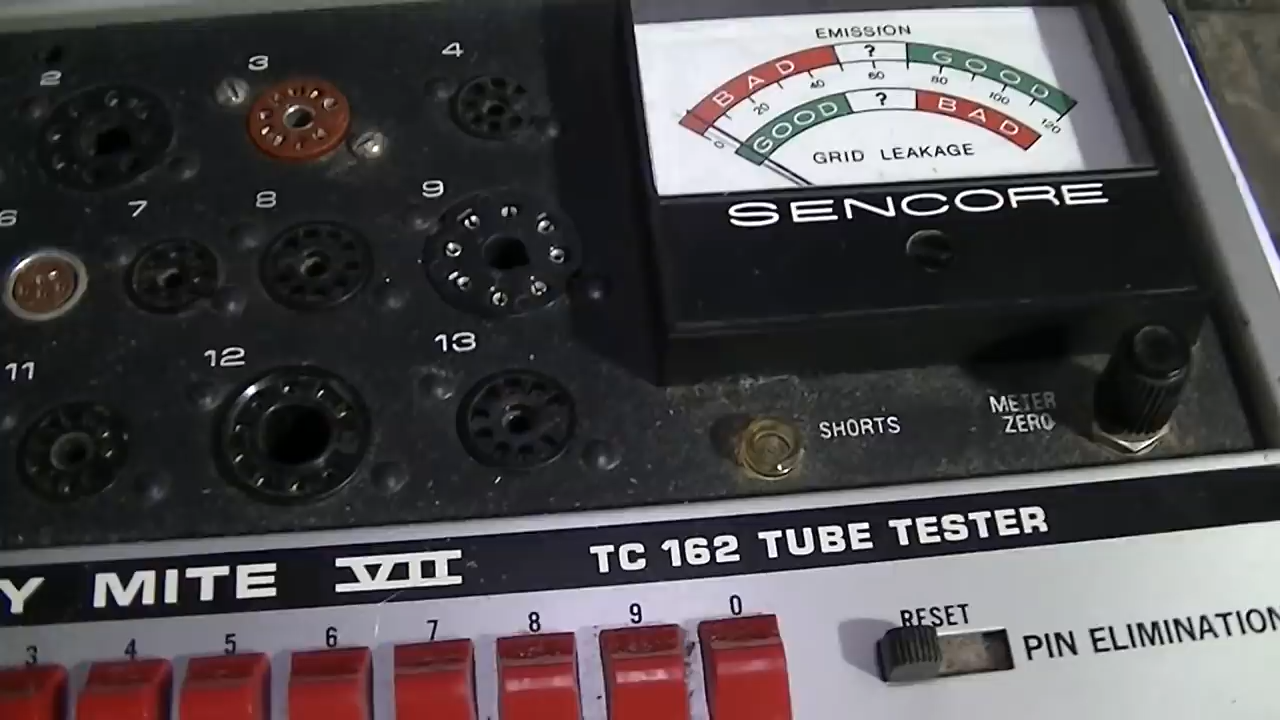 EMISSION
BAD ? GOOD
20 40 60 80 100 120
GOOD ? BAD
GRID LEAKAGE
SENCORE
2 3 4
6 7 8 9
11 12 13
SHORTS
METER
ZERO
Y MITE VII TC 162 TUBE TESTER
3 4 5 6 7 8 9 0
RESET
PIN ELIMINATION